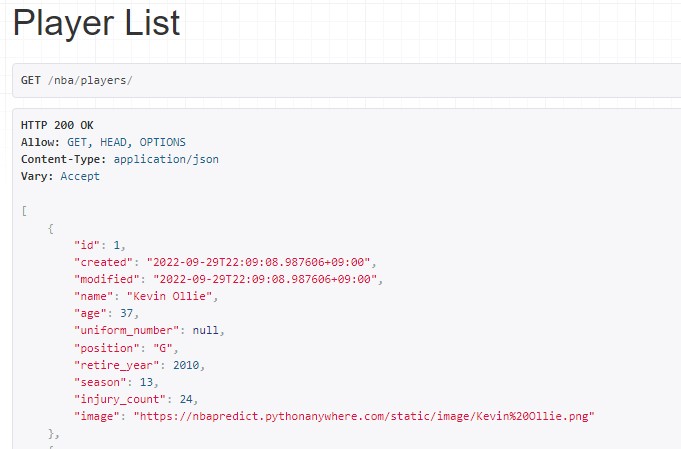 Player List
GET /nba/players/
HTTP 200 OK
Allow: GET, HEAD, OPTIONS
Content-Type: application/json
Vary: Accept
[
{
"id": 1,
"created": "2022-09-29T22:09:08.987606+09:00",
"modified": "2022-09-29T22:09:08.987606+09:00",
"name": "Kevin Ollie",
"age": 37,
"uniform_number": null,
"position": "G",
"retire_year": 2010,
"season": 13,
"injury_count": 24,
"image": "https://nbapredict.pythonanywhere.com/static/image/Kevin%20Ollie.png"
},